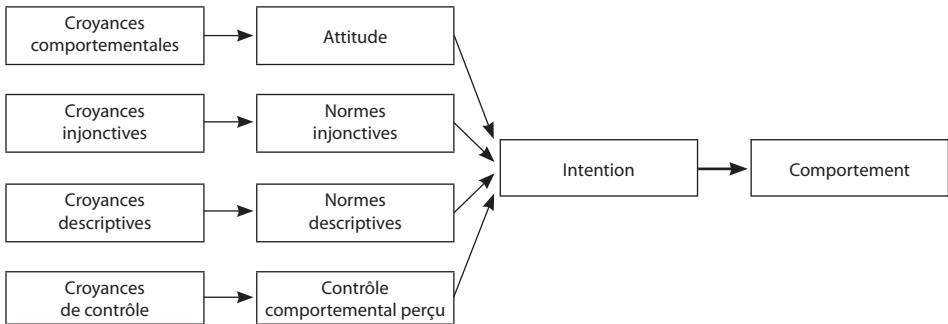 Croyances
comportementales
Attitude
Croyances
injonctives
Normes
injonctives
Intention
Comportement
Croyances
descriptives
Normes
descriptives
Croyances
de contrôle
Contrôle
comportemental perçu